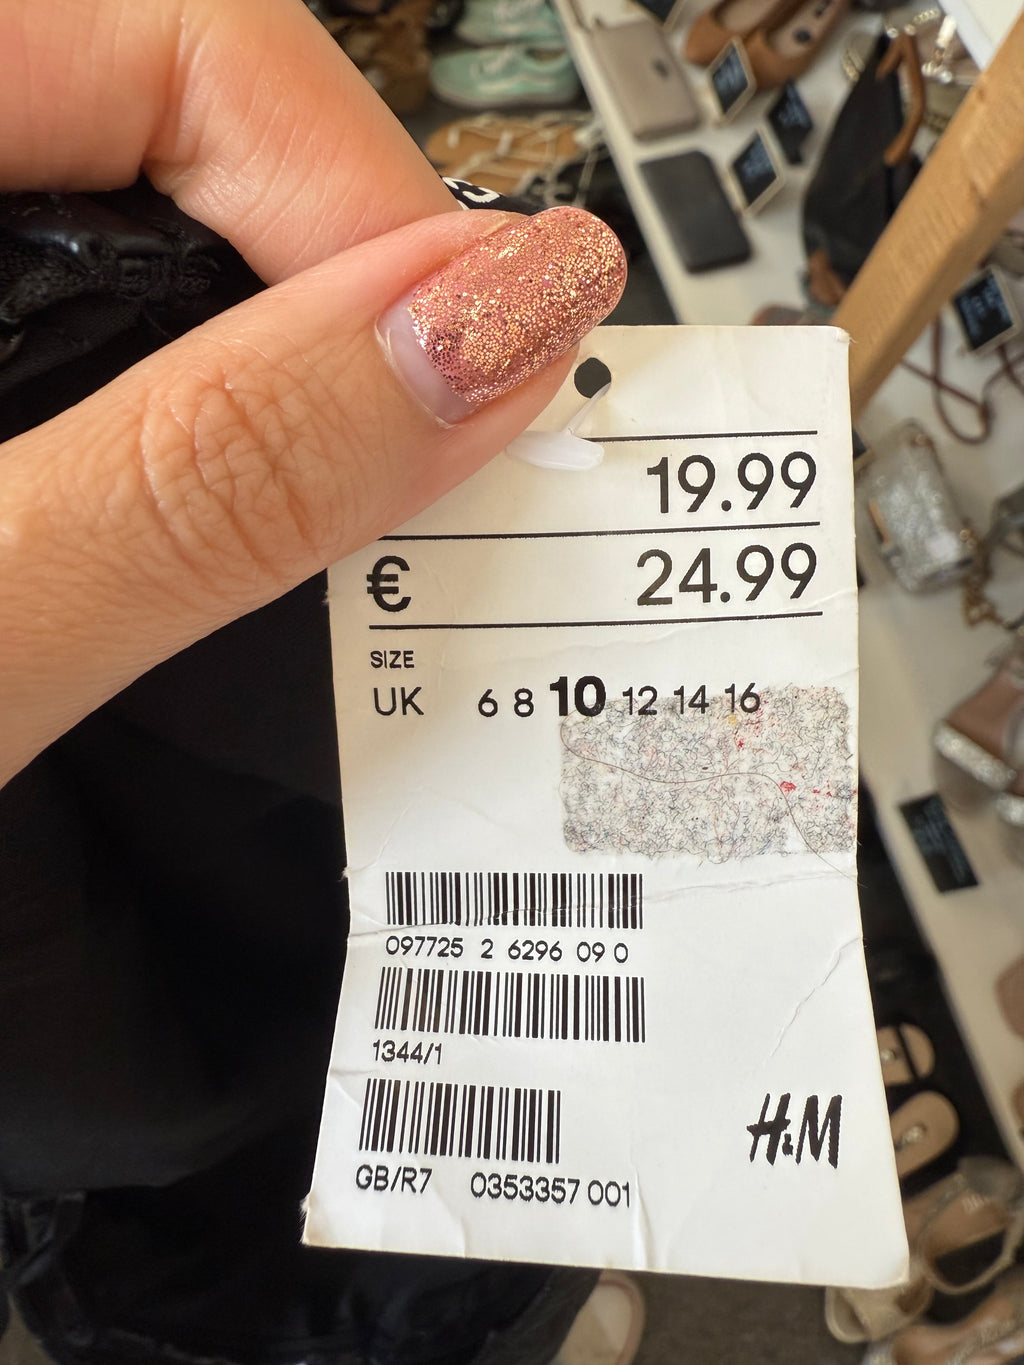 19.99
€ 24.99
SIZE
UK 6 8 10 12 14 16
097725 2 6296 09 0
1344/1
GB/R7 0353357 001
H&M